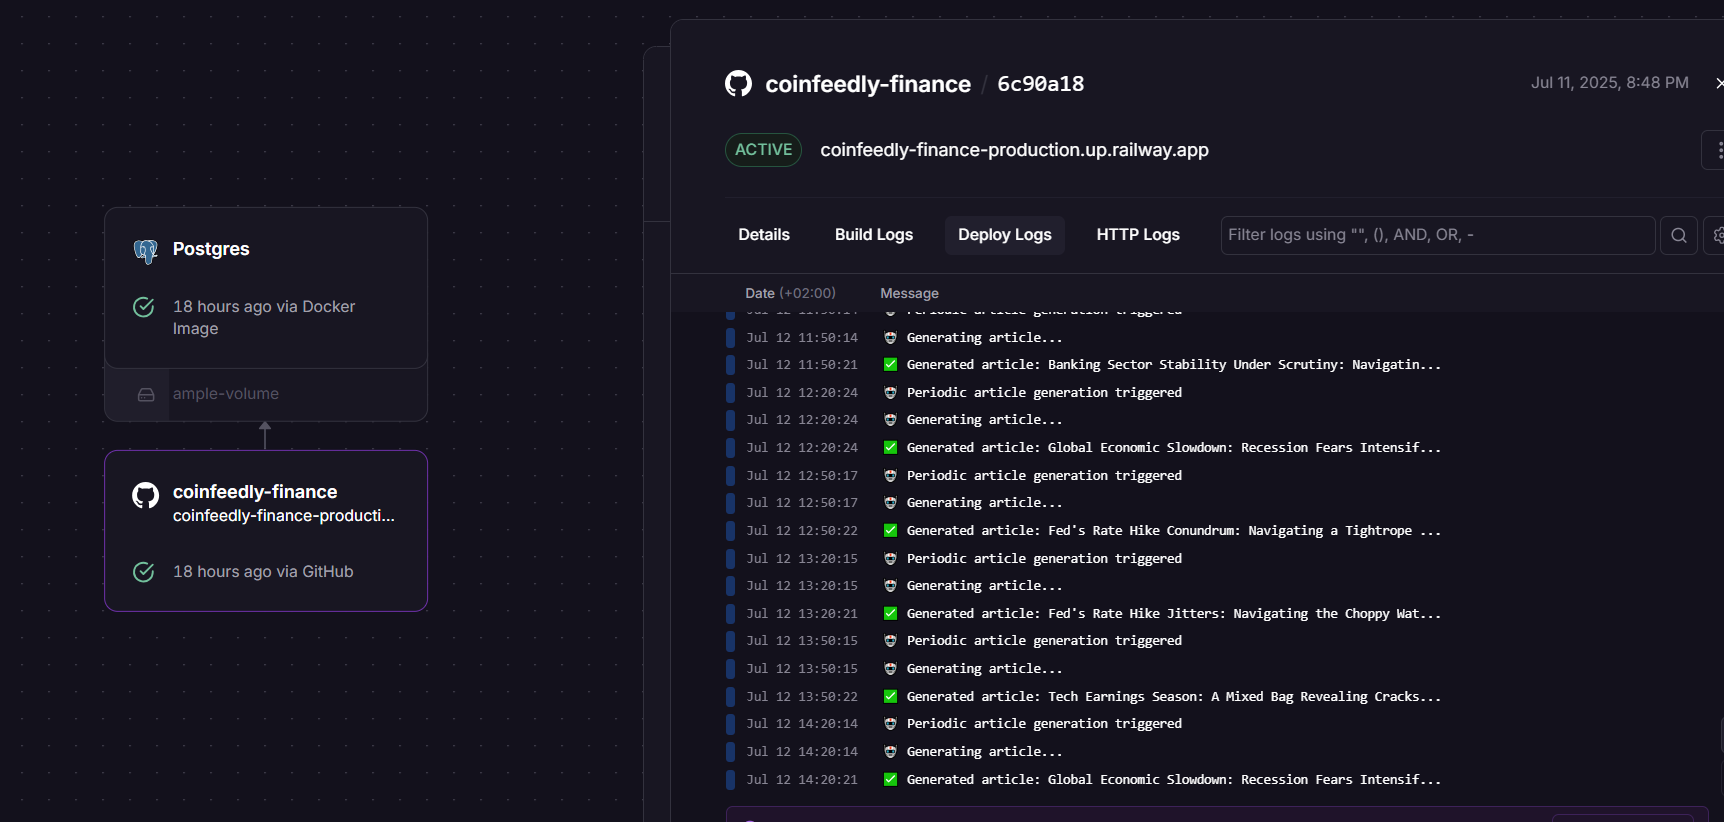 Postgres
18 hours ago via Docker
Image
ample-volume
coinfeedly-finance
coinfeedly-finance-producti...
18 hours ago via GitHub
coinfeedly-finance / 6c90a18
Jul 11, 2025, 8:48 PM
ACTIVE coinfeedly-finance-production.up.railway.app
Details Build Logs Deploy Logs HTTP Logs Filter logs using "", (), AND, OR, -
Date (+02:00) Message
Periodic article generation triggered
Jul 12 11:50:14 Generating article...
Jul 12 11:50:21 ✅ Generated article: Banking Sector Stability Under Scrutiny: Navigatin...
Jul 12 12:20:24 Periodic article generation triggered
Jul 12 12:20:24 Generating article...
Jul 12 12:20:24 ✅ Generated article: Global Economic Slowdown: Recession Fears Intensif...
Jul 12 12:50:17 Periodic article generation triggered
Jul 12 12:50:17 Generating article...
Jul 12 12:50:22 ✅ Generated article: Fed's Rate Hike Conundrum: Navigating a Tightrope ...
Jul 12 13:20:15 Periodic article generation triggered
Jul 12 13:20:15 Generating article...
Jul 12 13:20:21 ✅ Generated article: Fed's Rate Hike Jitters: Navigating the Choppy Wat...
Jul 12 13:50:15 Periodic article generation triggered
Jul 12 13:50:15 Generating article...
Jul 12 13:50:22 ✅ Generated article: Tech Earnings Season: A Mixed Bag Revealing Cracks...
Jul 12 14:20:14 Periodic article generation triggered
Jul 12 14:20:14 Generating article...
Jul 12 14:20:21 ✅ Generated article: Global Economic Slowdown: Recession Fears Intensif...